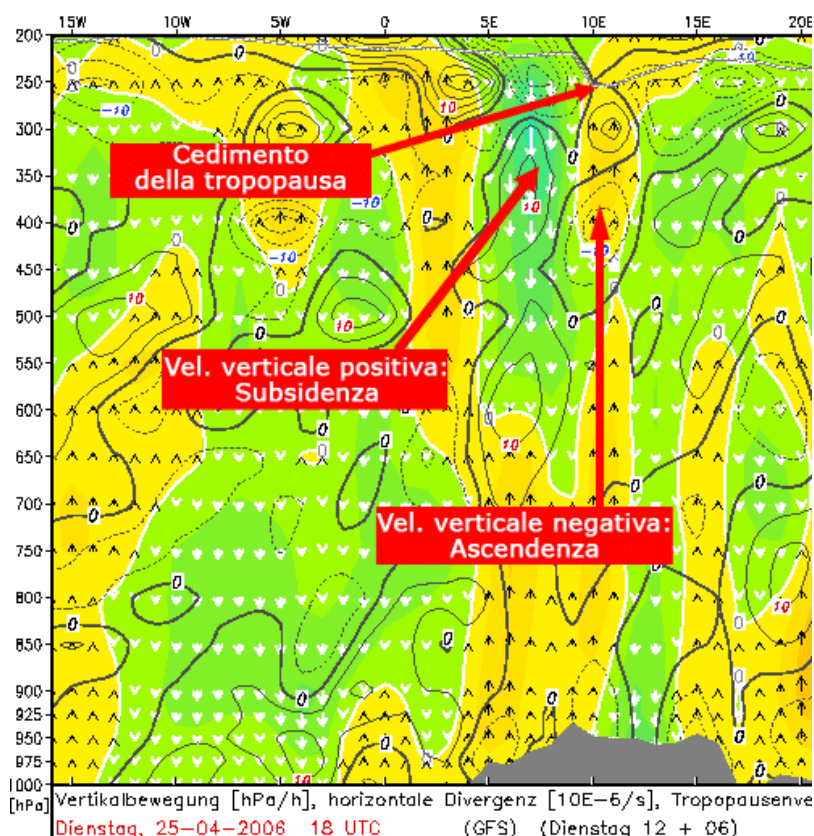 15W 10W 5W 0 5E 10E 15E 20E
200
250
300
350
400
450
500
550
600
650
700
750
800
850
900
925
950
975
1000
[hPa]
Cedimento
della tropopausa
Vel. verticale positiva:
Subsidenza
Vel. verticale negativa:
Ascendenza
Vertikalbewegung [hPa/h], horizontale Divergenz [10E-6/s], Tropopausenve
Dienstag, 25-04-2006 18 UTC (GFS) (Dienstag 12 + 06)